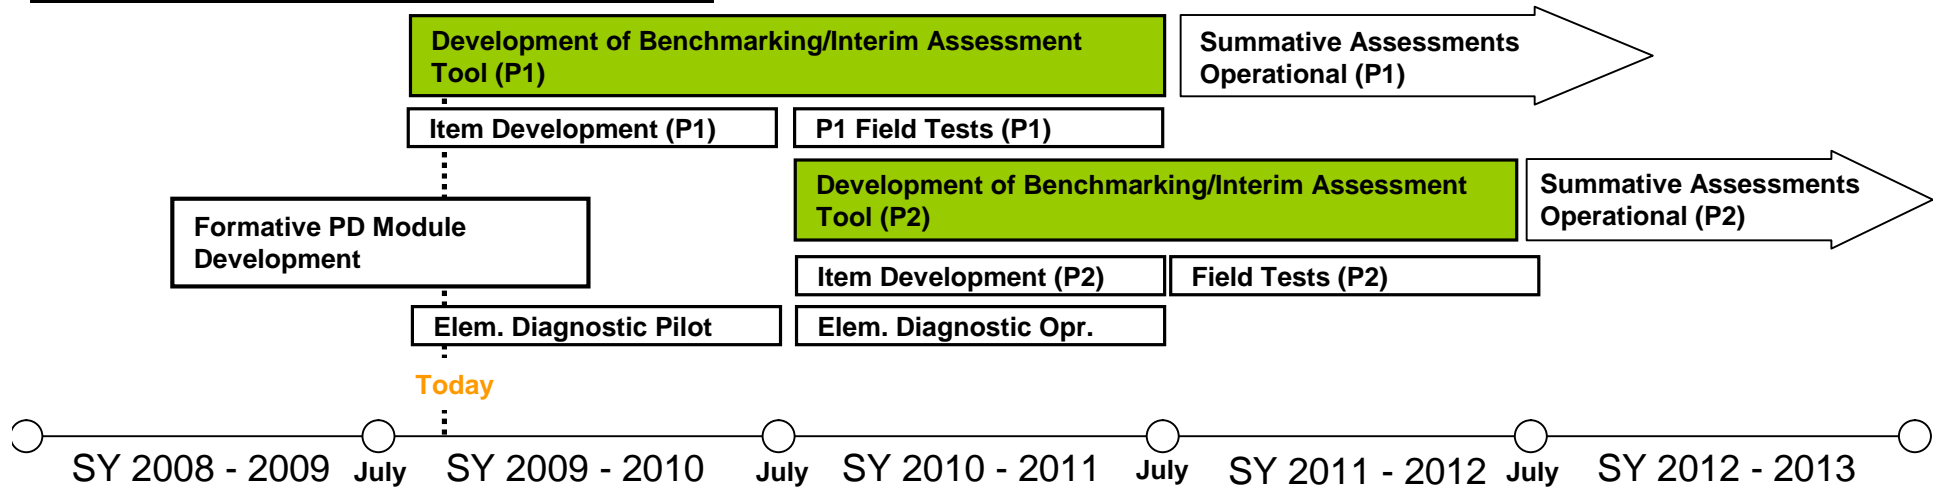 Development of Benchmarking/Interim Assessment
Tool (P1)
Summative Assessments
Operational (P1)
Item Development (P1)
P1 Field Tests (P1)
Development of Benchmarking/Interim Assessment
Tool (P2)
Summative Assessments
Operational (P2)
Formative PD Module
Development
Item Development (P2)
Field Tests (P2)
Elem. Diagnostic Pilot
Elem. Diagnostic Opr.
Today
SY 2008 - 2009
July
SY 2009 - 2010
July
SY 2010 - 2011
July
SY 2011 - 2012
July
SY 2012 - 2013